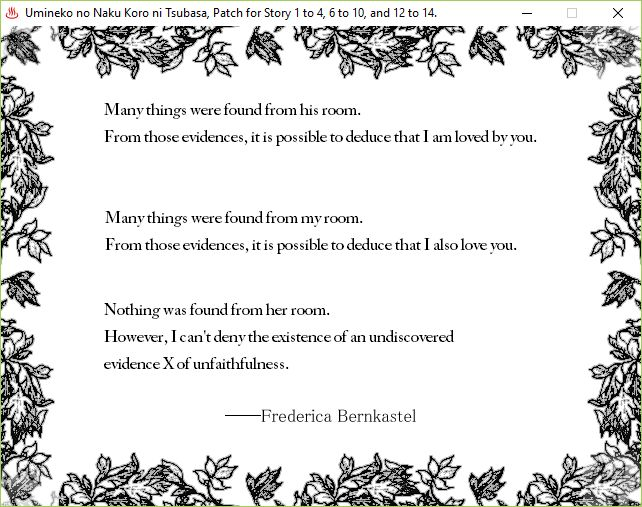 Umineko no Naku Koro ni Tsubasa, Patch for Story 1 to 4, 6 to 10, and 12 to 14.
Many things were found from his room.
From those evidences, it is possible to deduce that I am loved by you.
Many things were found from my room.
From those evidences, it is possible to deduce that I also love you.
Nothing was found from her room.
However, I can't deny the existence of an undiscovered
evidence X of unfaithfulness.
――Frederica Bernkastel